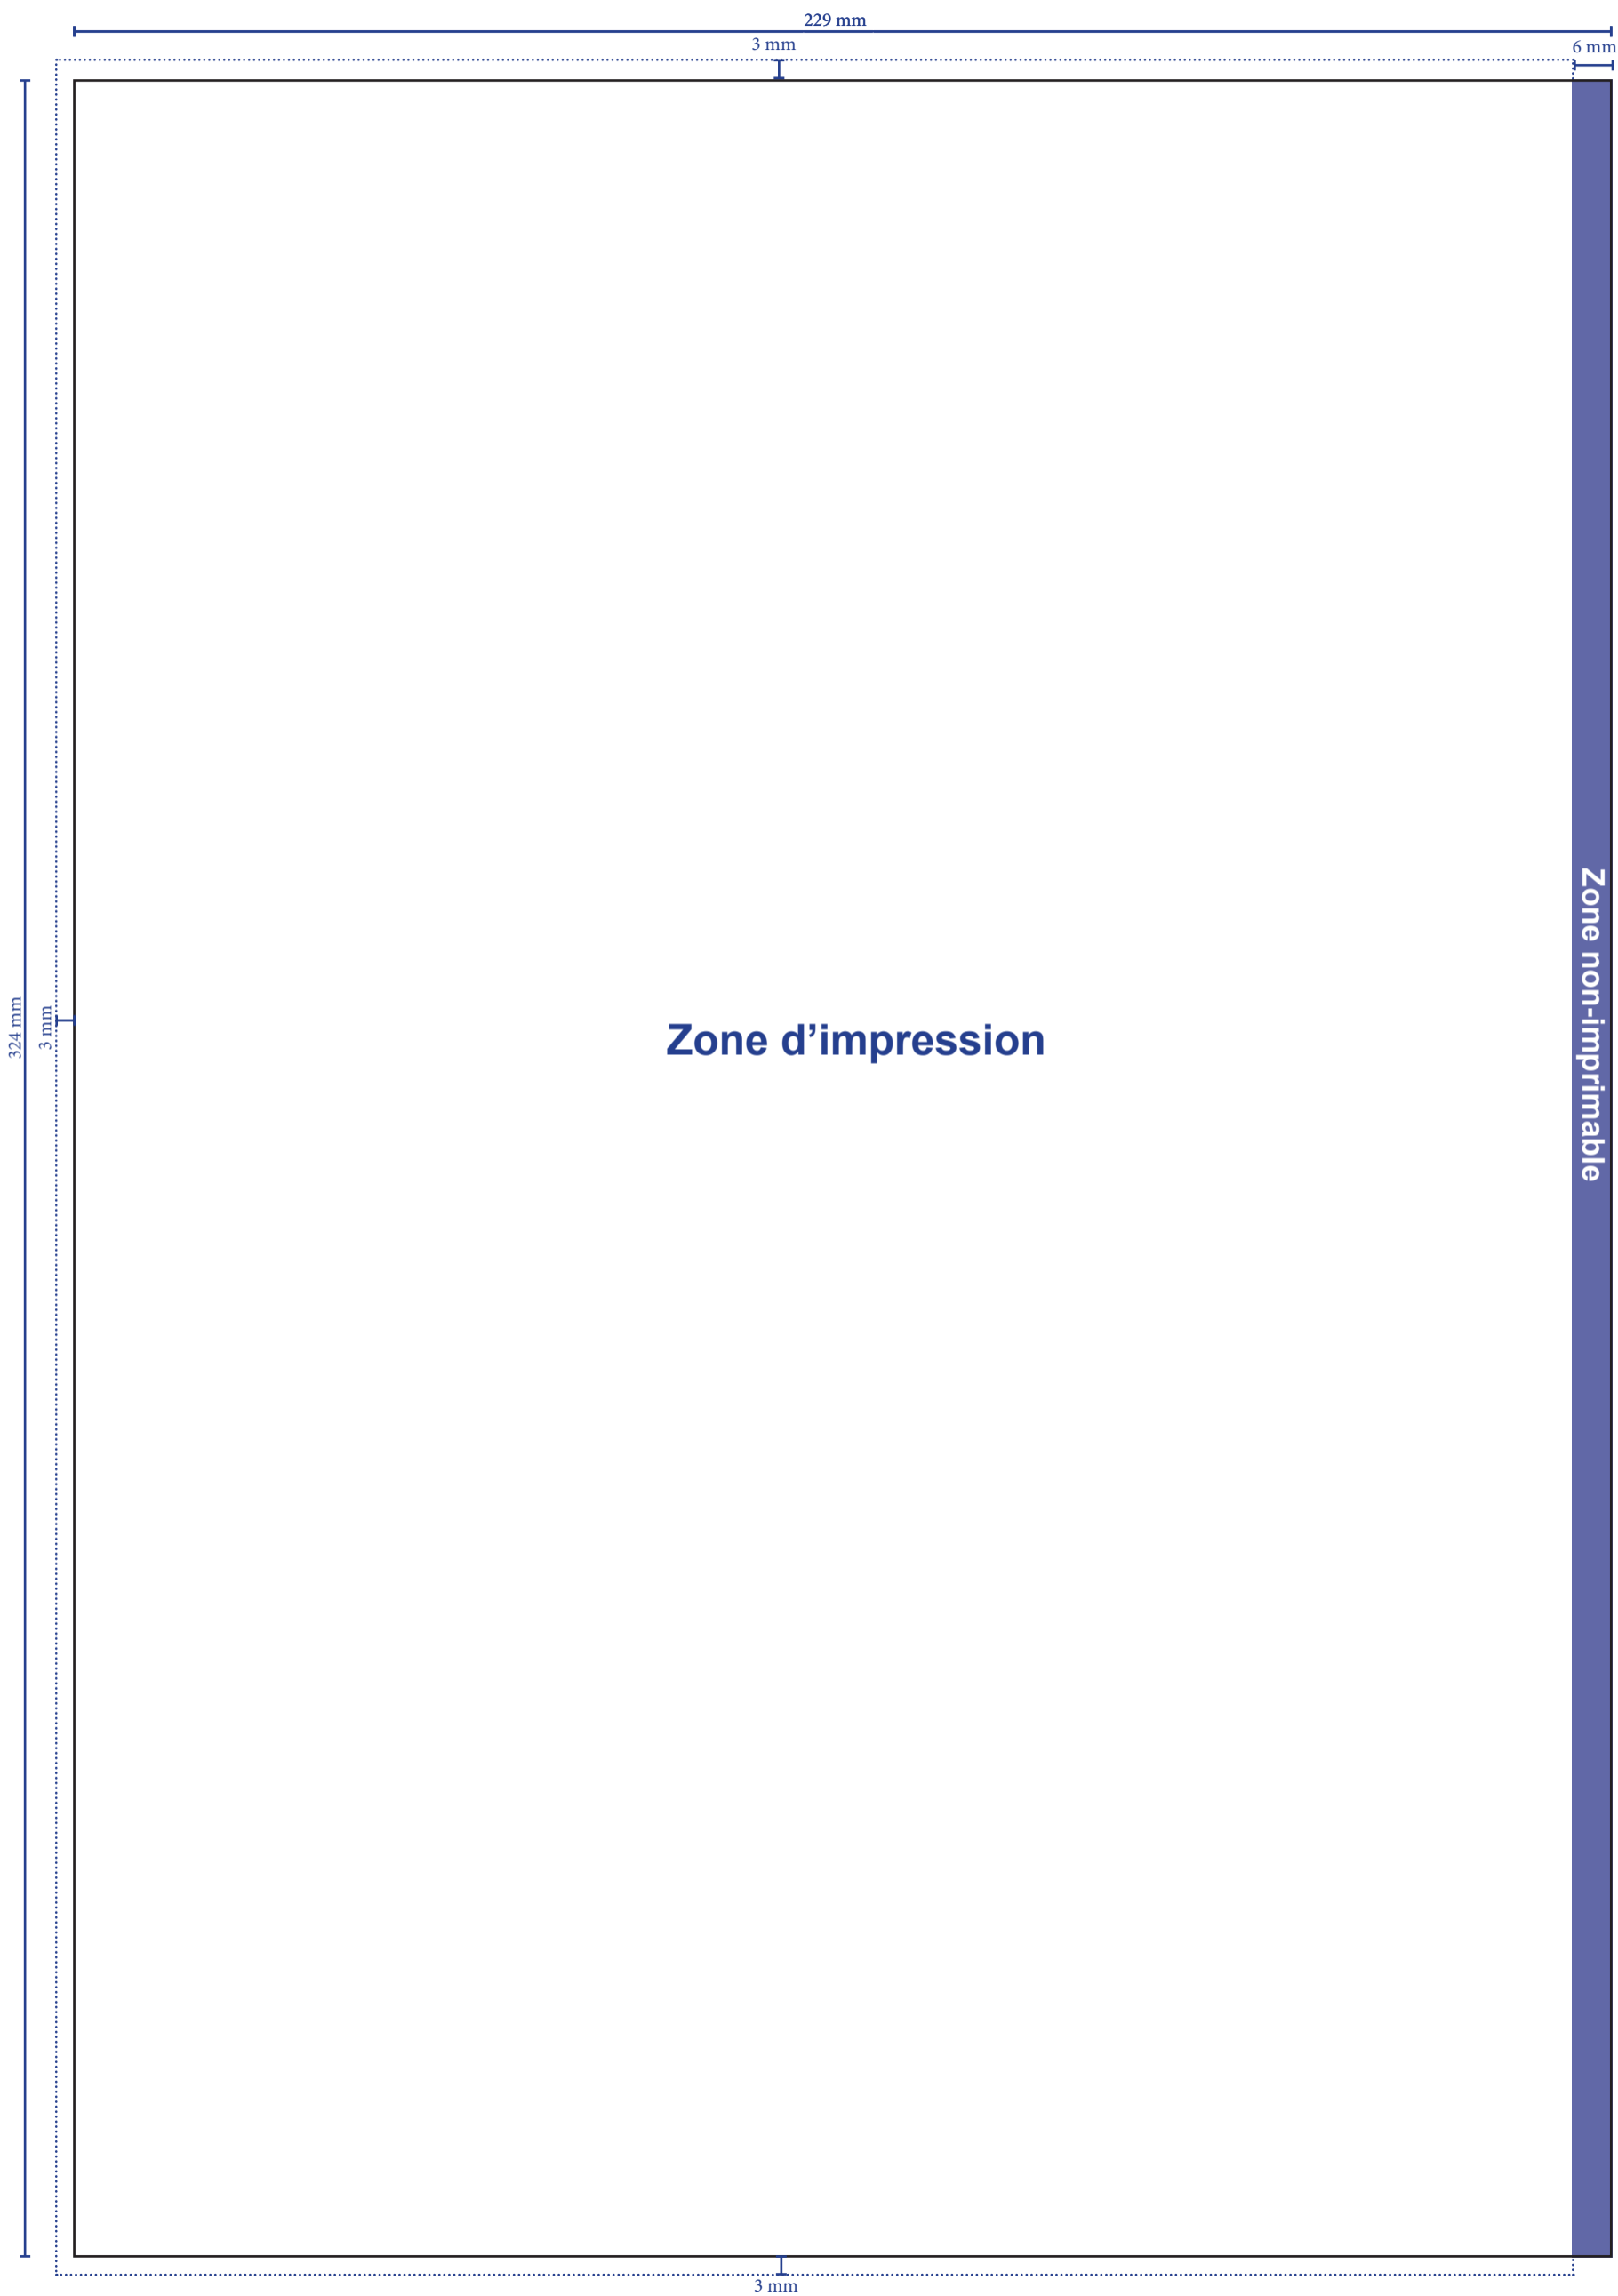 229 mm
3 mm
6 mm
324 mm
3 mm
Zone d’impression
Zone non-imprimable
3 mm